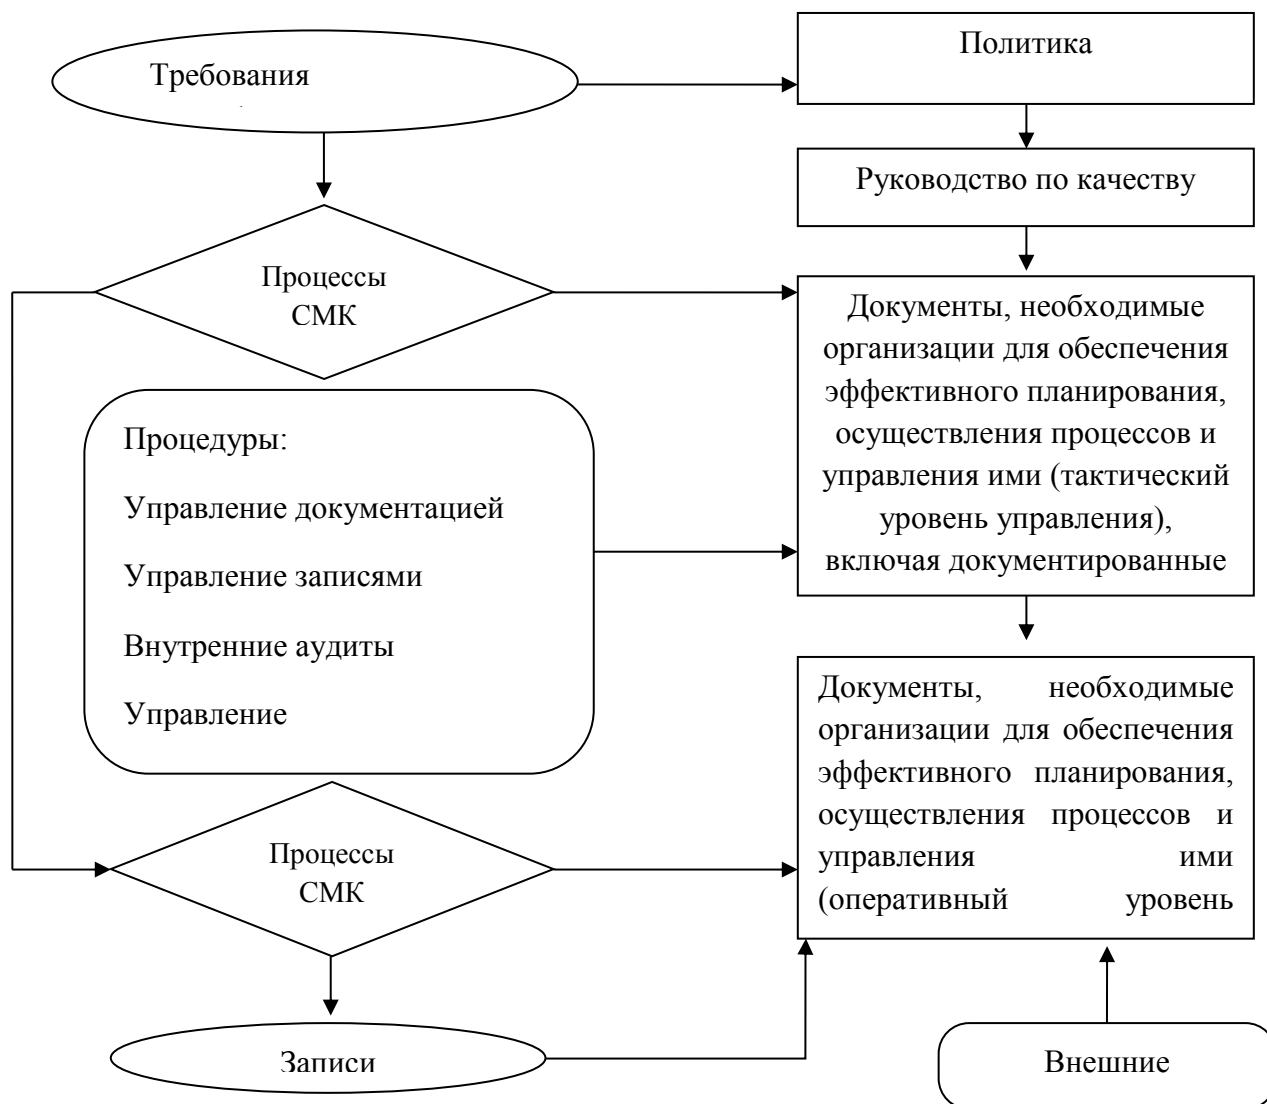 Требования
Политика
Руководство по качеству
Процессы
СМК
Документы, необходимые
организации для обеспечения
эффективного планирования,
осуществления процессов и
управления ими (тактический
уровень управления),
включая документированные
Процедуры:
Управление документацией
Управление записями
Внутренние аудиты
Управление
Документы, необходимые
организации для обеспечения
эффективного планирования,
осуществления процессов и
управления ими
(оперативный уровень
Процессы
СМК
Записи
Внешние